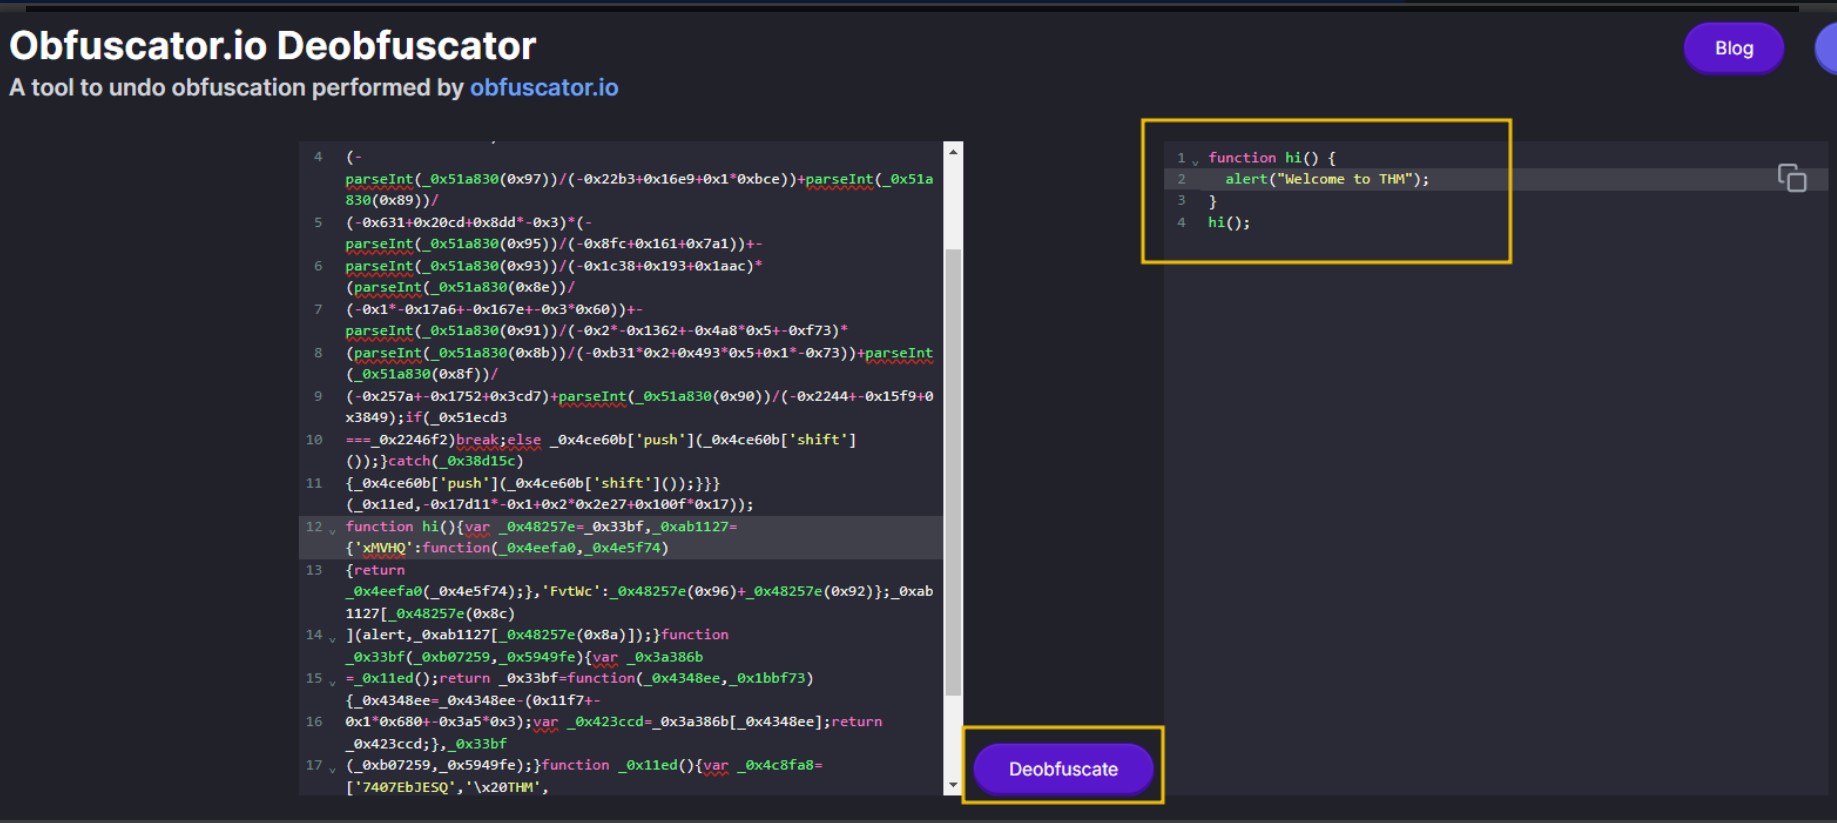 Obfuscator.io Deobfuscator
A tool to undo obfuscation performed by obfuscator.io
Blog
4 (-
parseInt(_0x51a830(0x97))/(-0x22b3+0x16e9+0x1*0xbce))+parseInt(_0x51a
830(0x89))/
5 (-0x631+0x20cd+0x8dd*-0x3)*(-
parseInt(_0x51a830(0x95))/(-0x8fc+0x161+0x7a1))+-
6 parseInt(_0x51a830(0x93))/(-0x1c38+0x193+0x1aac)*
(parseInt(_0x51a830(0x8e))/
7 (-0x1*-0x17a6+-0x167e+-0x3*0x60))+-
parseInt(_0x51a830(0x91))/(-0x2*-0x1362+-0x4a8*0x5+-0xf73)*
8 (parseInt(_0x51a830(0x8b))/(-0xb31*0x2+0x493*0x5+0x1*-0x73))+parseInt
(_0x51a830(0x8f))/
9 (-0x257a+-0x1752+0x3cd7)+parseInt(_0x51a830(0x90))/(-0x2244+-0x15f9+0
x3849);if(_0x51ecd3
10 ===_0x2246f2)break;else _0x4ce60b['push'](_0x4ce60b['shift']
());}catch(_0x38d15c)
11 {_0x4ce60b['push'](_0x4ce60b['shift']());}}}
(_0x11ed,-0x17d11*-0x1+0x2*0x2e27+0x100f*0x17));
12 function hi(){var _0x48257e=_0x33bf,_0xab1127=
{'xMVHQ':function(_0x4eefa0,_0x4e5f74)
13 {return
_0x4eefa0(_0x4e5f74);},'FvtWc':_0x48257e(0x96)+_0x48257e(0x92)};_0xab
1127[_0x48257e(0x8c)
14 ](alert,_0xab1127[_0x48257e(0x8a)]);}function
_0x33bf(_0xb07259,_0x5949fe){var _0x3a386b
15 =_0x11ed();return _0x33bf=function(_0x4348ee,_0x1bbf73)
{_0x4348ee=_0x4348ee-(0x11f7+-
16 0x1*0x680+-0x3a5*0x3);var _0x423ccd=_0x3a386b[_0x4348ee];return
_0x423ccd;},_0x33bf
17 (_0xb07259,_0x5949fe);}function _0x11ed(){var _0x4c8fa8=
['7407EbJESQ','\x20THM',
Deobfuscate
1 function hi() {
2 alert("Welcome to THM");
3 }
4 hi();